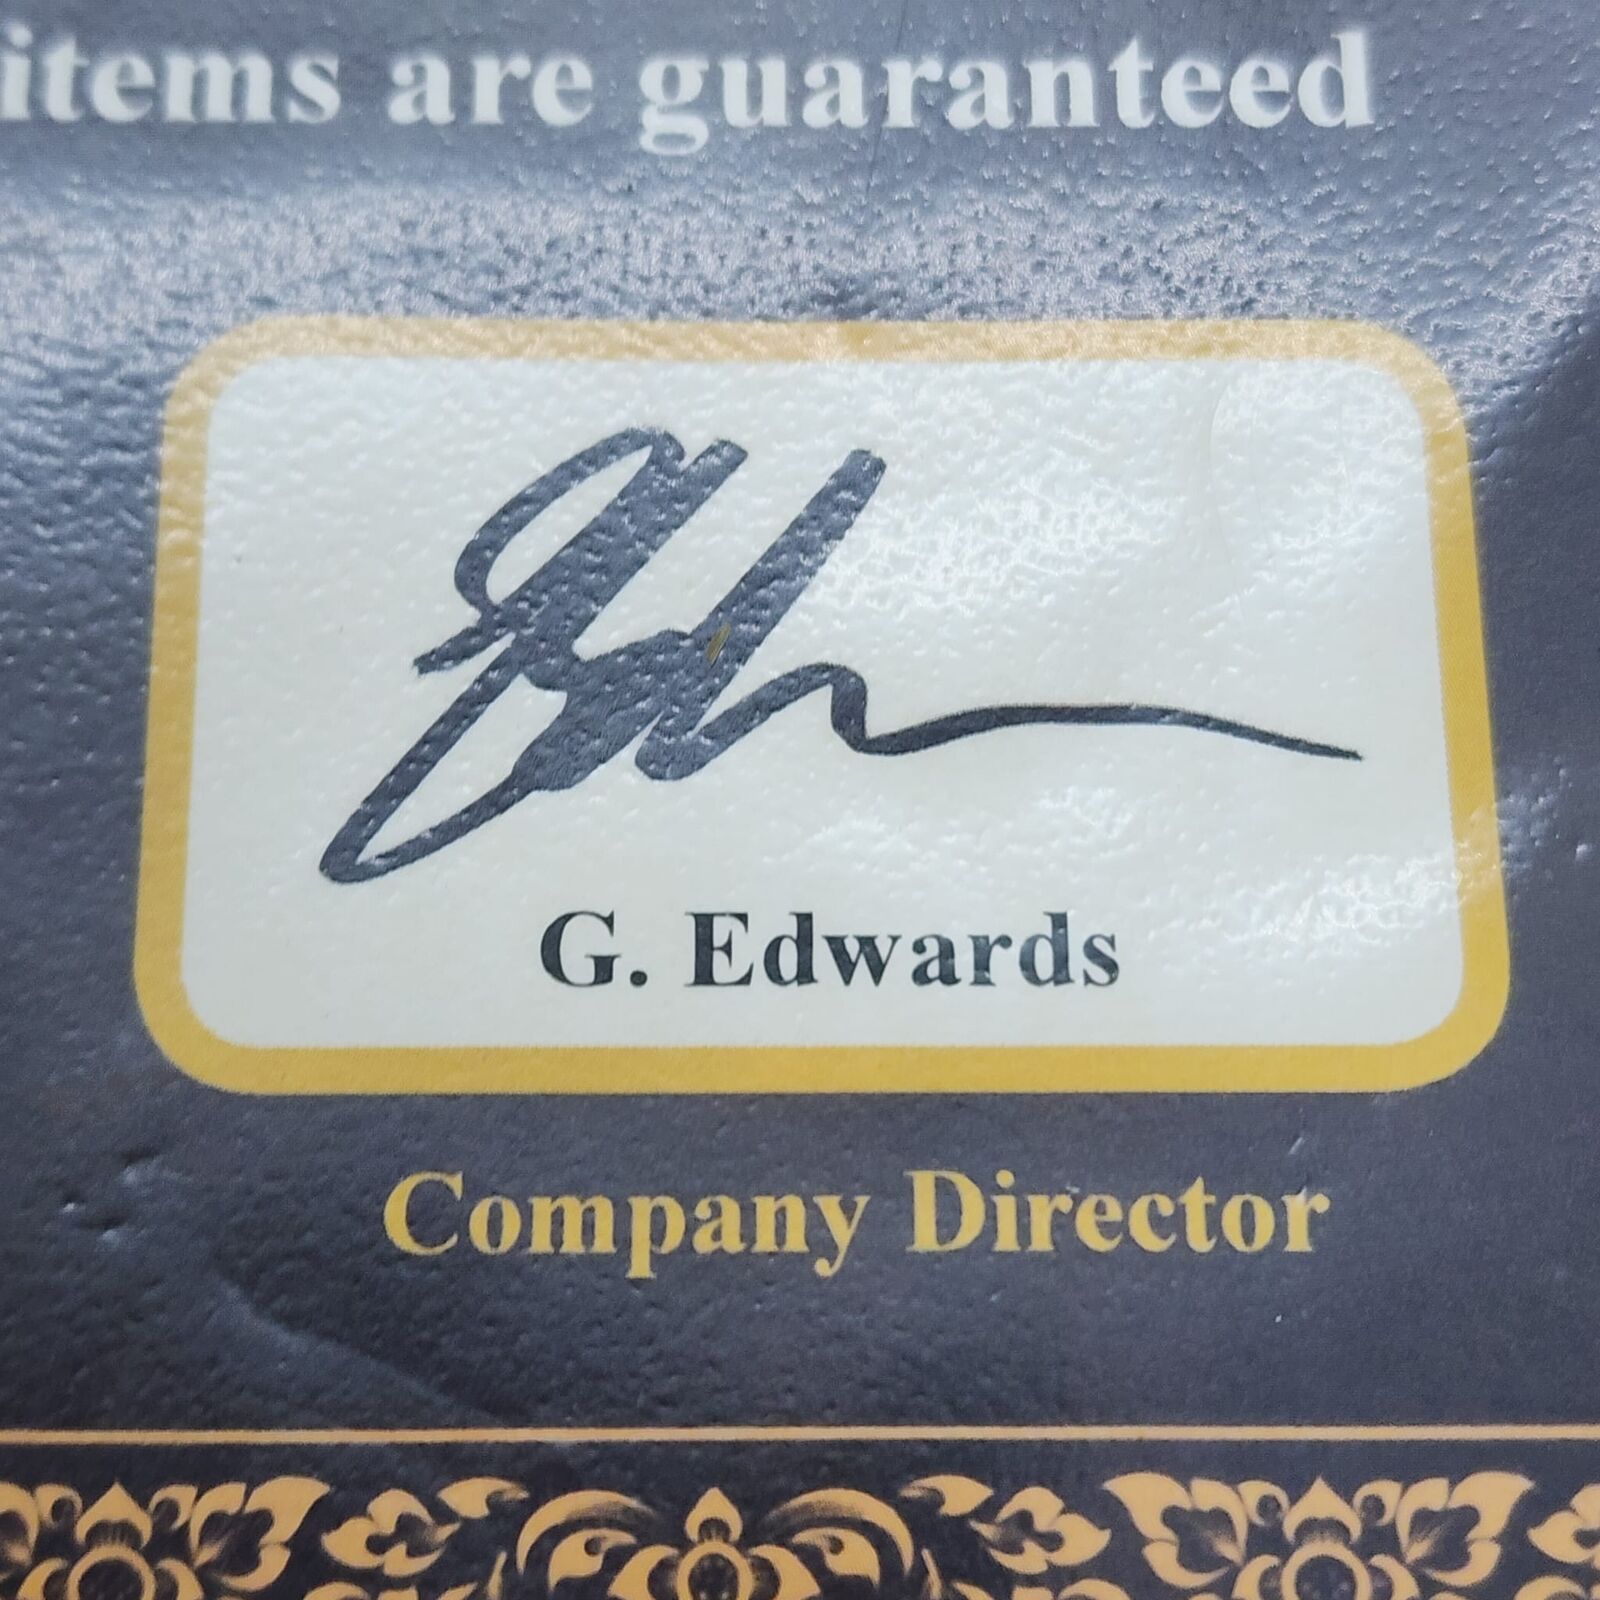 items are guaranteed
G. Edwards
Company Director